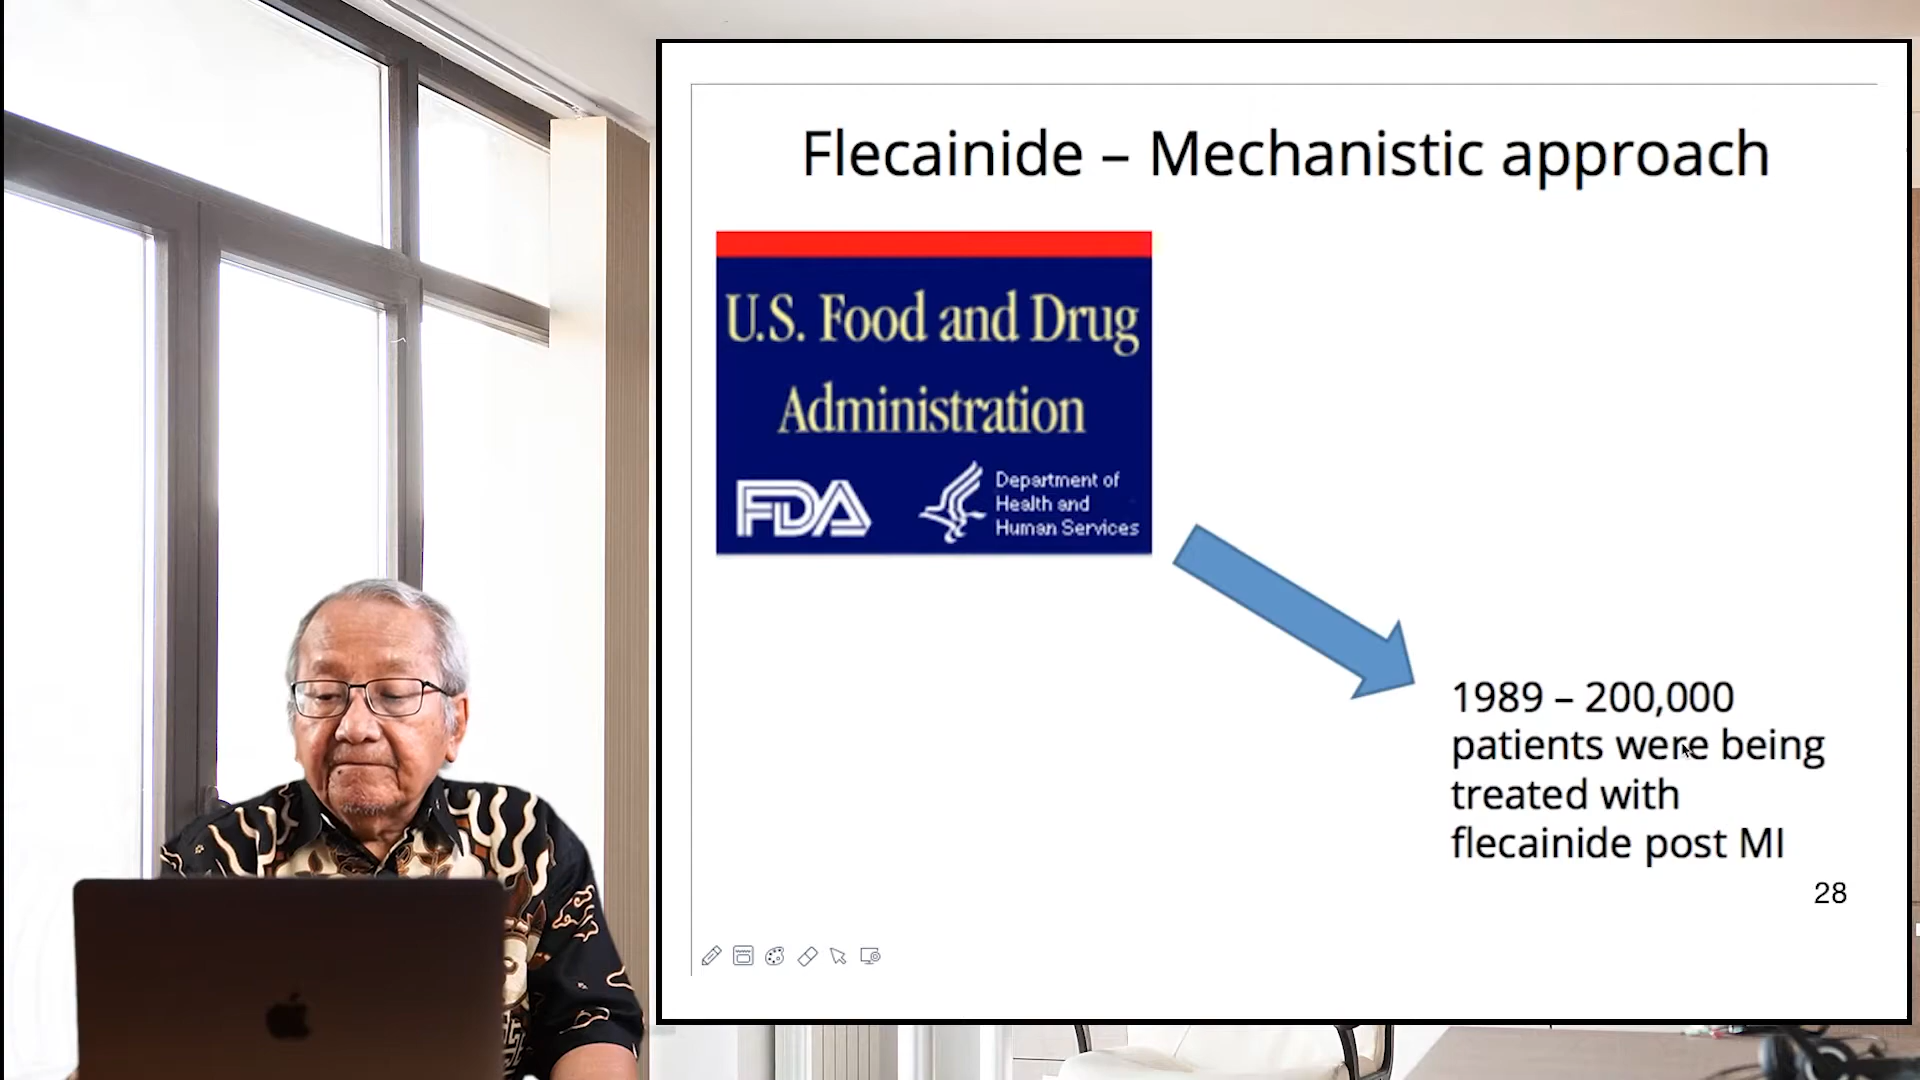 Flecainide – Mechanistic approach
U.S. Food and Drug
Administration
FDA
Department of
Health and
Human Services
1989 – 200,000
patients were being
treated with
flecainide post MI
28